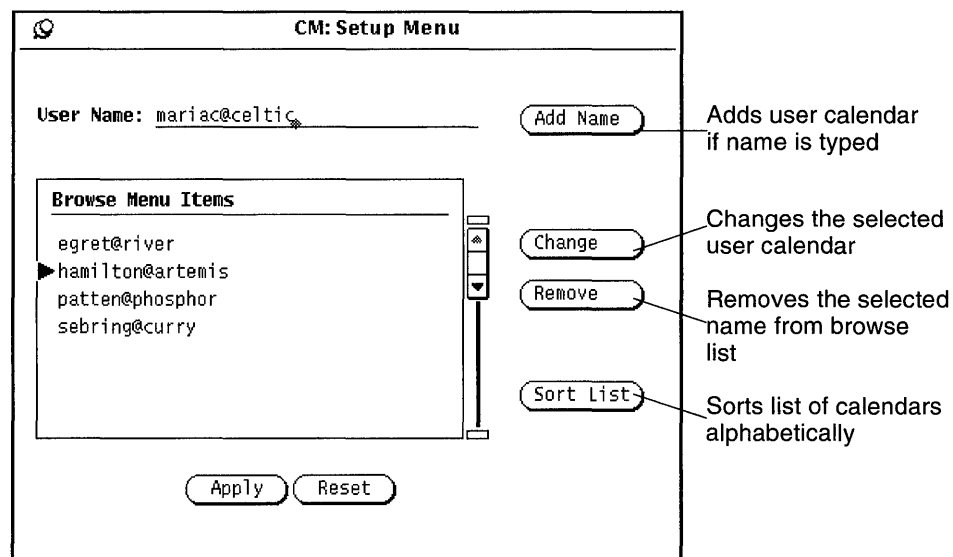 CM: Setup Menu
User Name: mariac@celtic
Add Name
Adds user calendar
if name is typed
Browse Menu Items
egret@river
hamilton@artemis
patten@phosphor
sebring@curry
Change
Changes the selected
user calendar
Remove
Removes the selected
name from browse
list
Sort List
Sorts list of calendars
alphabetically
Apply
Reset